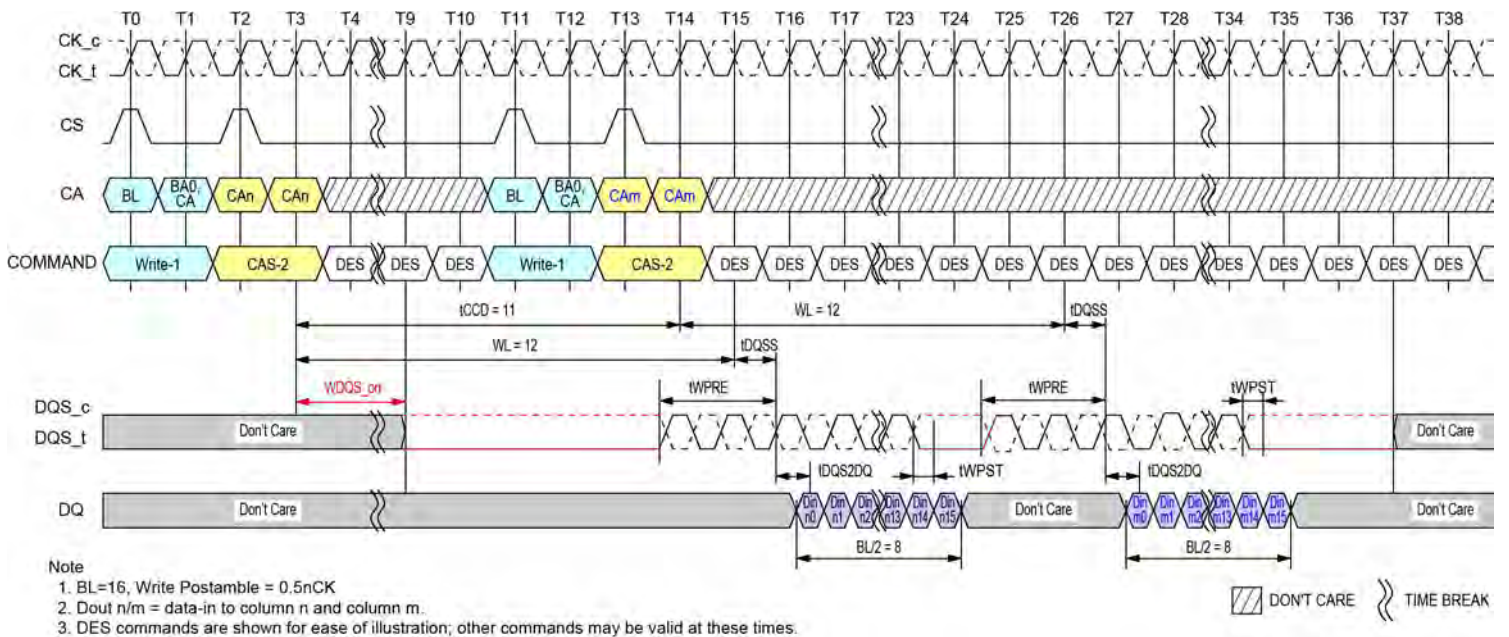 T0 T1 T2 T3 T4 T9 T10 T11 T12 T13 T14 T15 T16 T17 T23 T24 T25 T26 T27 T28 T34 T35 T36 T37 T38
CK_c
CK_t
CS
CA BL BA0, CA CAn CAn BL BA0, CA CAm CAm
COMMAND Write-1 CAS-2 DES DES DES Write-1 CAS-2 DES DES DES DES DES DES DES DES DES DES DES DES DES DES
tCCD = 11 WL = 12 tDQSS
WL = 12 tDQSS
WDQS_on tWPRE tWPRE tWPST
DQS_c
DQS_t Don't Care Don't Care
tDQS2DQ tWPST tDQS2DQ
DQ Don't Care Din n0 Din n1 Din n2 Din n13 Din n14 Din n15 Don't Care Din m0 Din m1 Din m2 Din m13 Din m14 Din m15 Don't Care
BL/2 = 8 BL/2 = 8
Note
1. BL=16, Write Postamble = 0.5nCK
2. Dout n/m = data-in to column n and column m.
3. DES commands are shown for ease of illustration; other commands may be valid at these times.
DON'T CARE TIME BREAK